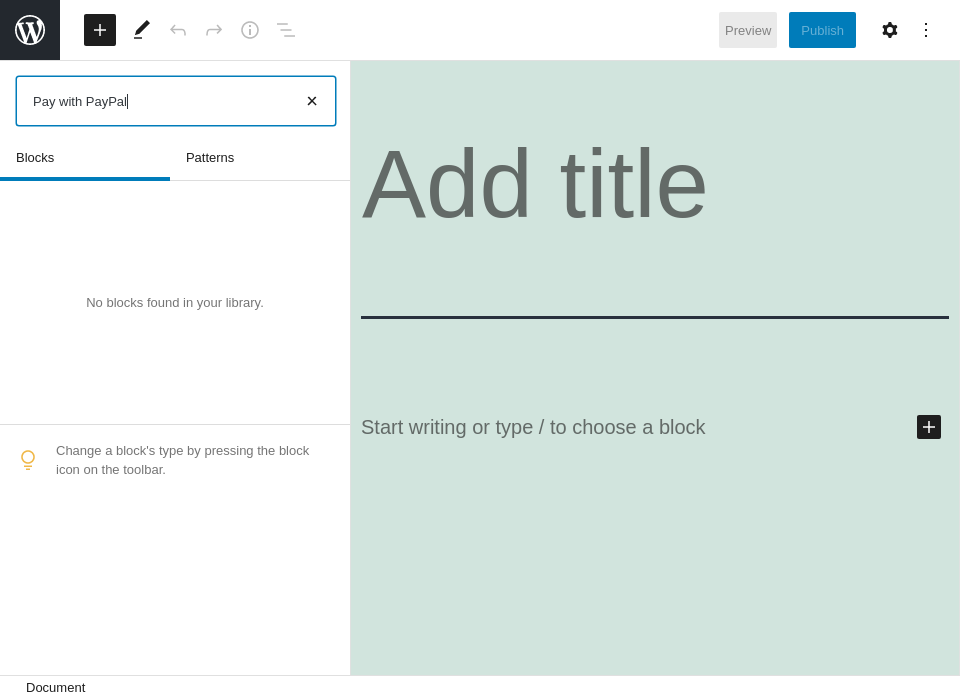 Preview
Publish
Pay with PayPal
Blocks
Patterns
No blocks found in your library.
Change a block's type by pressing the block
icon on the toolbar.
Add title
Start writing or type / to choose a block
Document